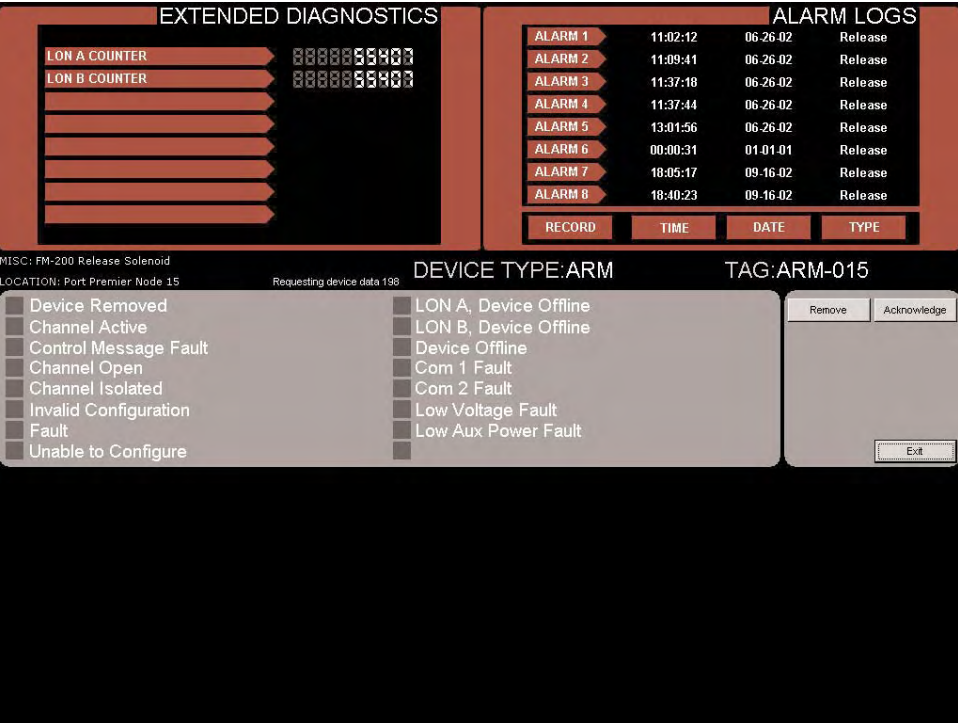 EXTENDED DIAGNOSTICS
LON A COUNTER
LON B COUNTER
ALARM LOGS
ALARM 1 11:02:12 06-26-02 Release
ALARM 2 11:09:41 06-26-02 Release
ALARM 3 11:37:18 06-26-02 Release
ALARM 4 11:37:44 06-26-02 Release
ALARM 5 13:01:56 06-26-02 Release
ALARM 6 00:00:31 01-01-01 Release
ALARM 7 18:05:17 09-16-02 Release
ALARM 8 18:40:23 09-16-02 Release
RECORD TIME DATE TYPE
MISC: FM-200 Release Solenoid
LOCATION: Port Premier Node 15
Requesting device data 198
DEVICE TYPE:ARM
TAG:ARM-015
Device Removed
Channel Active
Control Message Fault
Channel Open
Channel Isolated
Invalid Configuration
Fault
Unable to Configure
LON A, Device Offline
LON B, Device Offline
Device Offline
Com 1 Fault
Com 2 Fault
Low Voltage Fault
Low Aux Power Fault
Remove
Acknowledge
Exit